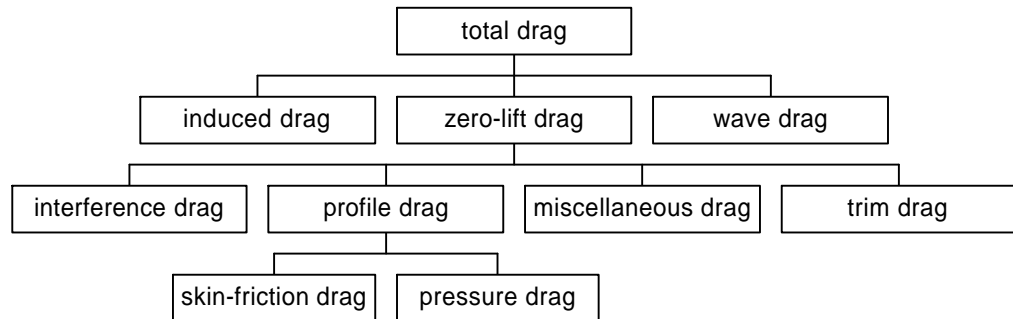 total drag
induced drag
zero-lift drag
wave drag
interference drag
profile drag
miscellaneous drag
trim drag
skin-friction drag
pressure drag